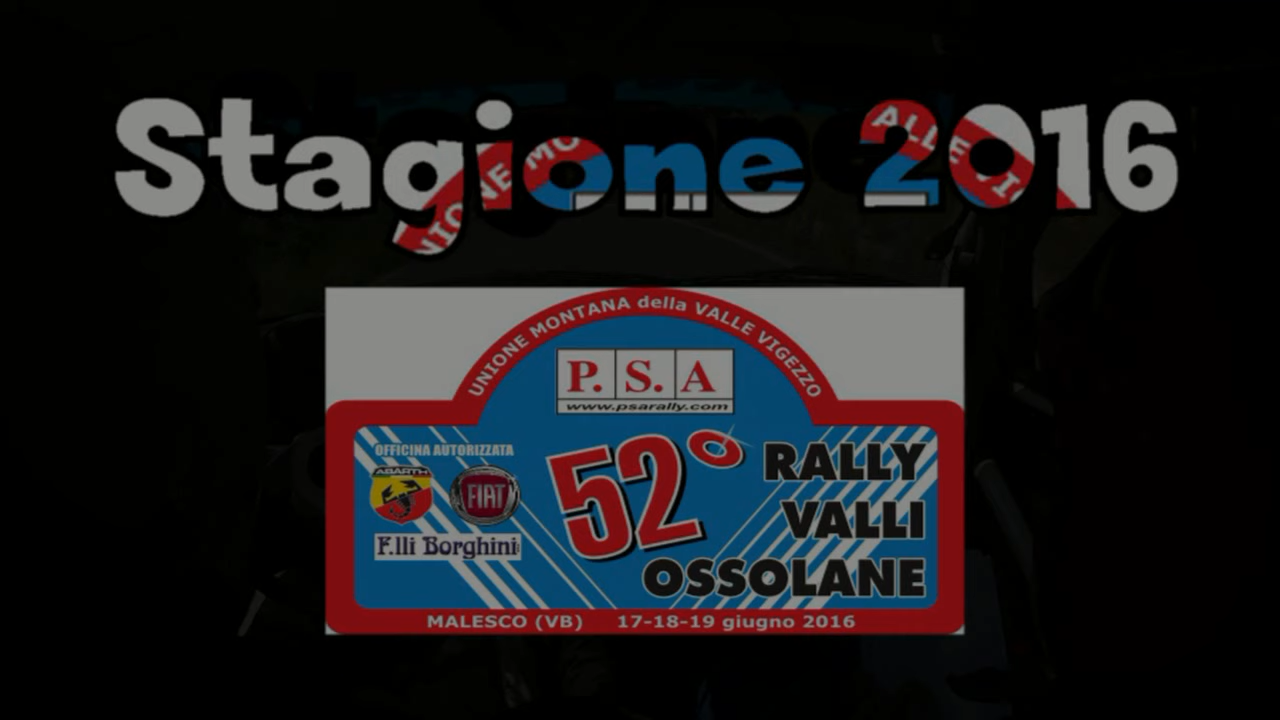 Stagione 2016
UNIONE MONTANA della VALLE VIGEZZO
P. S. A
www.psarally.com
OFFICINA AUTORIZZATA
ABARTH
FIAT
F.lli Borghini
52°
RALLY
VALLI
OSSOLANE
MALESCO (VB) 17-18-19 giugno 2016